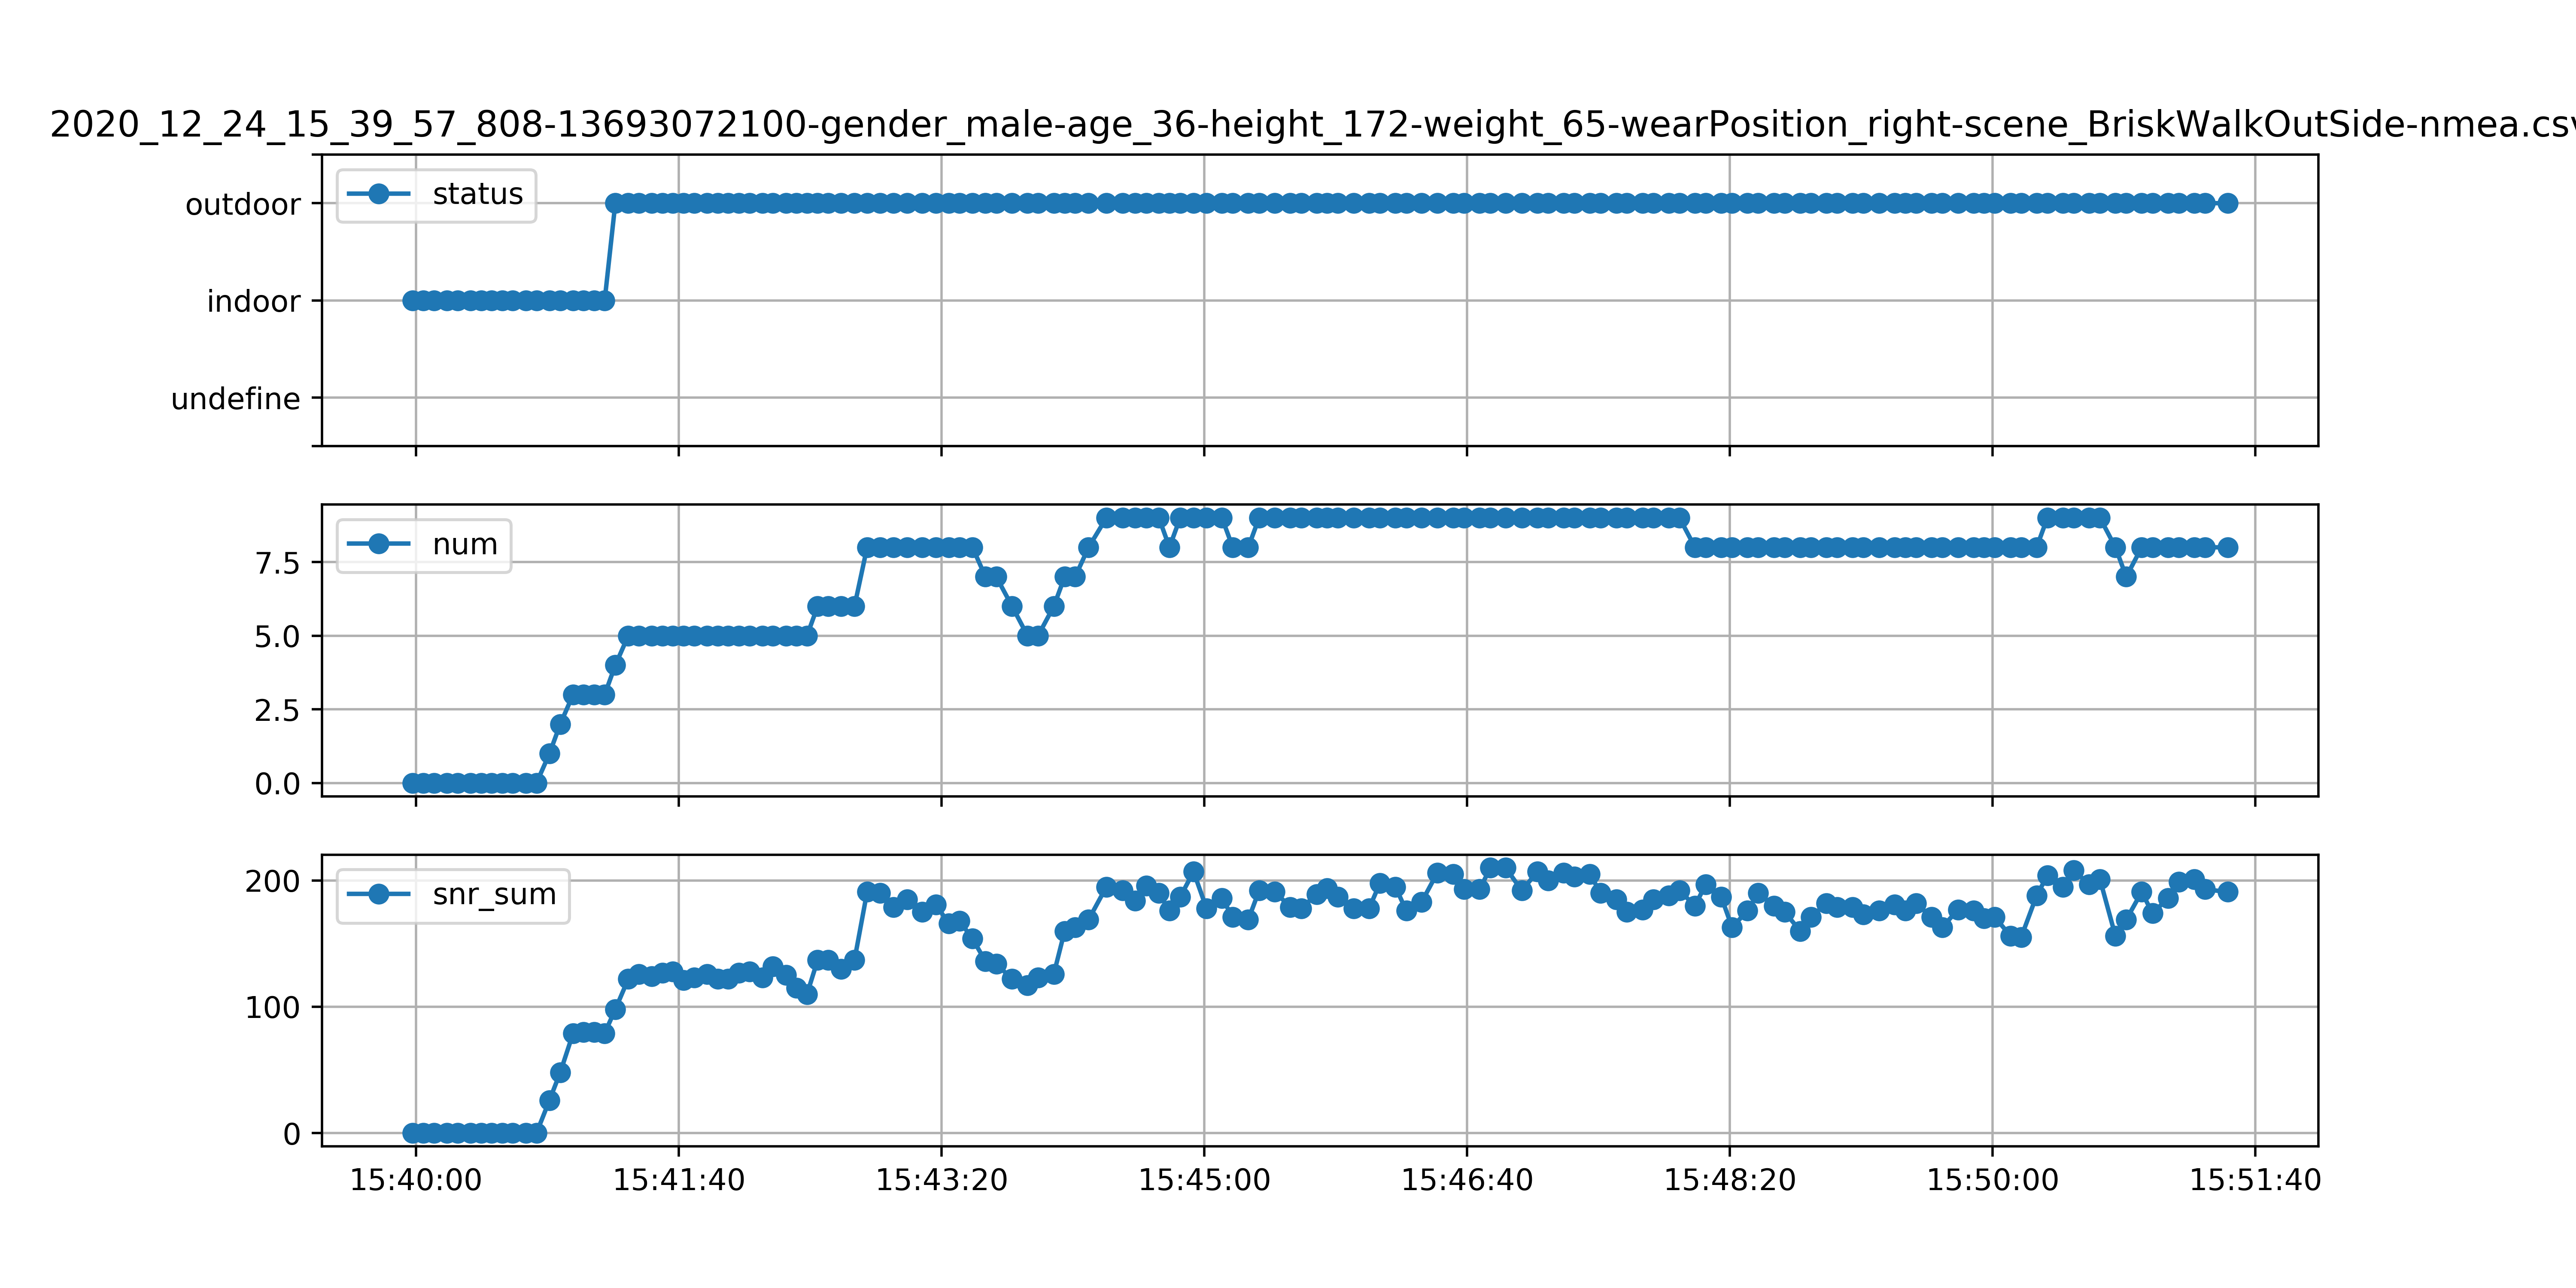 2020_12_24_15_39_57_808-13693072100-gender_male-age_36-height_172-weight_65-wearPosition_right-scene_BriskWalkOutSide-nmea.csv
status
outdoor
indoor
undefine
num
7.5
5.0
2.5
0.0
snr_sum
200
100
0
15:40:00 15:41:40 15:43:20 15:45:00 15:46:40 15:48:20 15:50:00 15:51:40